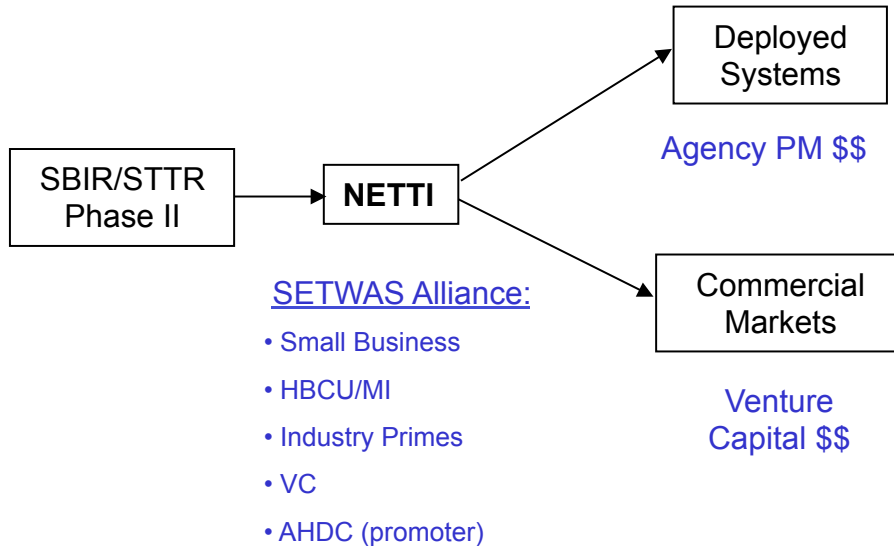 Deployed
Systems
Agency PM $$
SBIR/STTR
Phase II
NETTI
SETWAS Alliance:
• Small Business
• HBCU/MI
• Industry Primes
• VC
• AHDC (promoter)
Commercial
Markets
Venture
Capital $$